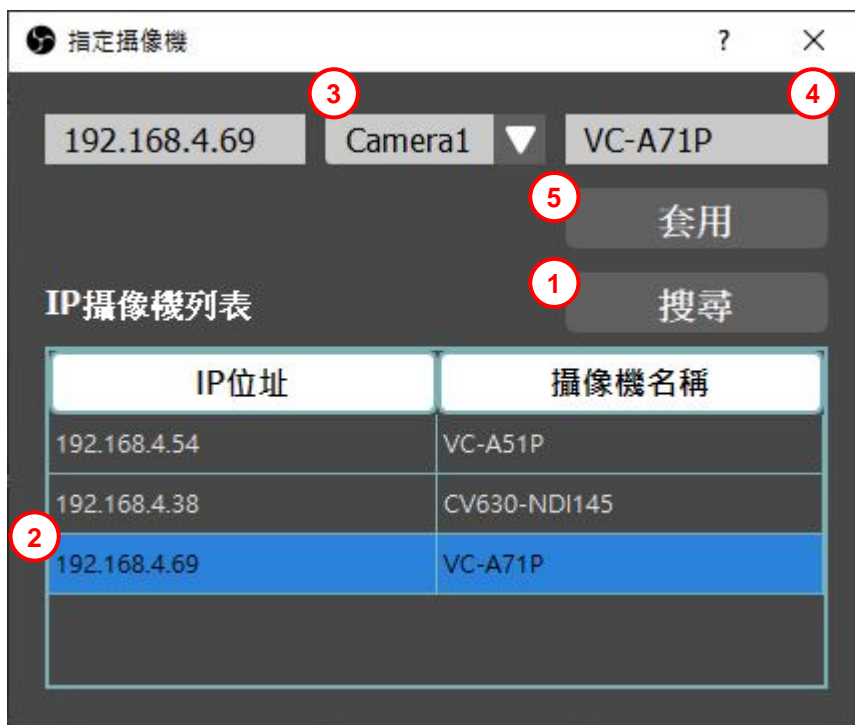 指定攝像機 ?
3 4
192.168.4.69 Camera1 VC-A71P
5 套用
IP攝像機列表 1 搜尋
IP位址 攝像機名稱
192.168.4.54 VC-A51P
192.168.4.38 CV630-NDI145
2 192.168.4.69 VC-A71P